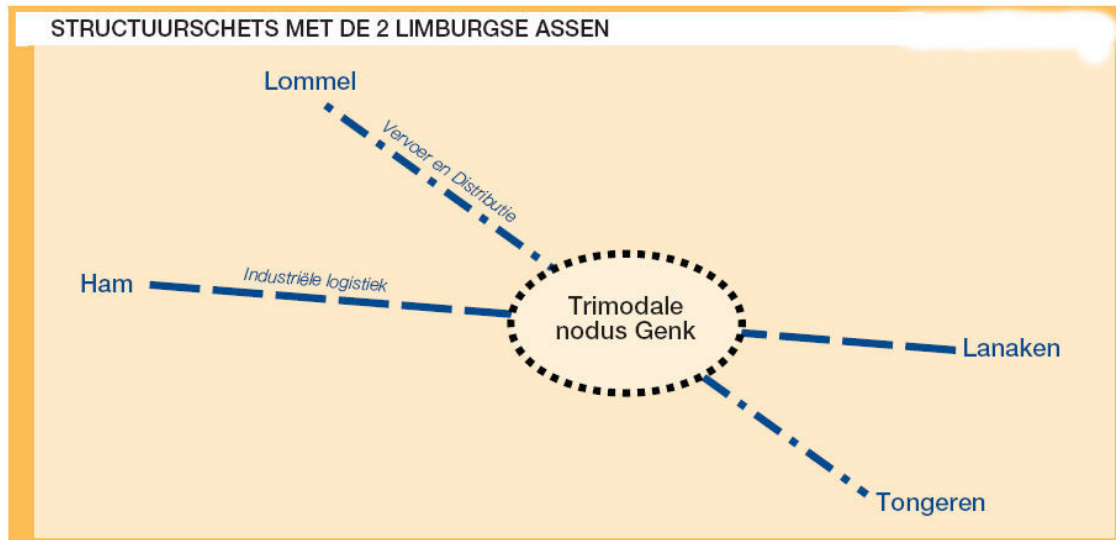 STRUCTUURSCHETS MET DE 2 LIMBURGSE ASSEN
Lommel
Vervoer en Distributie
Ham
Industriële logistiek
Trimodale
nodus Genk
Lanaken
Tongeren